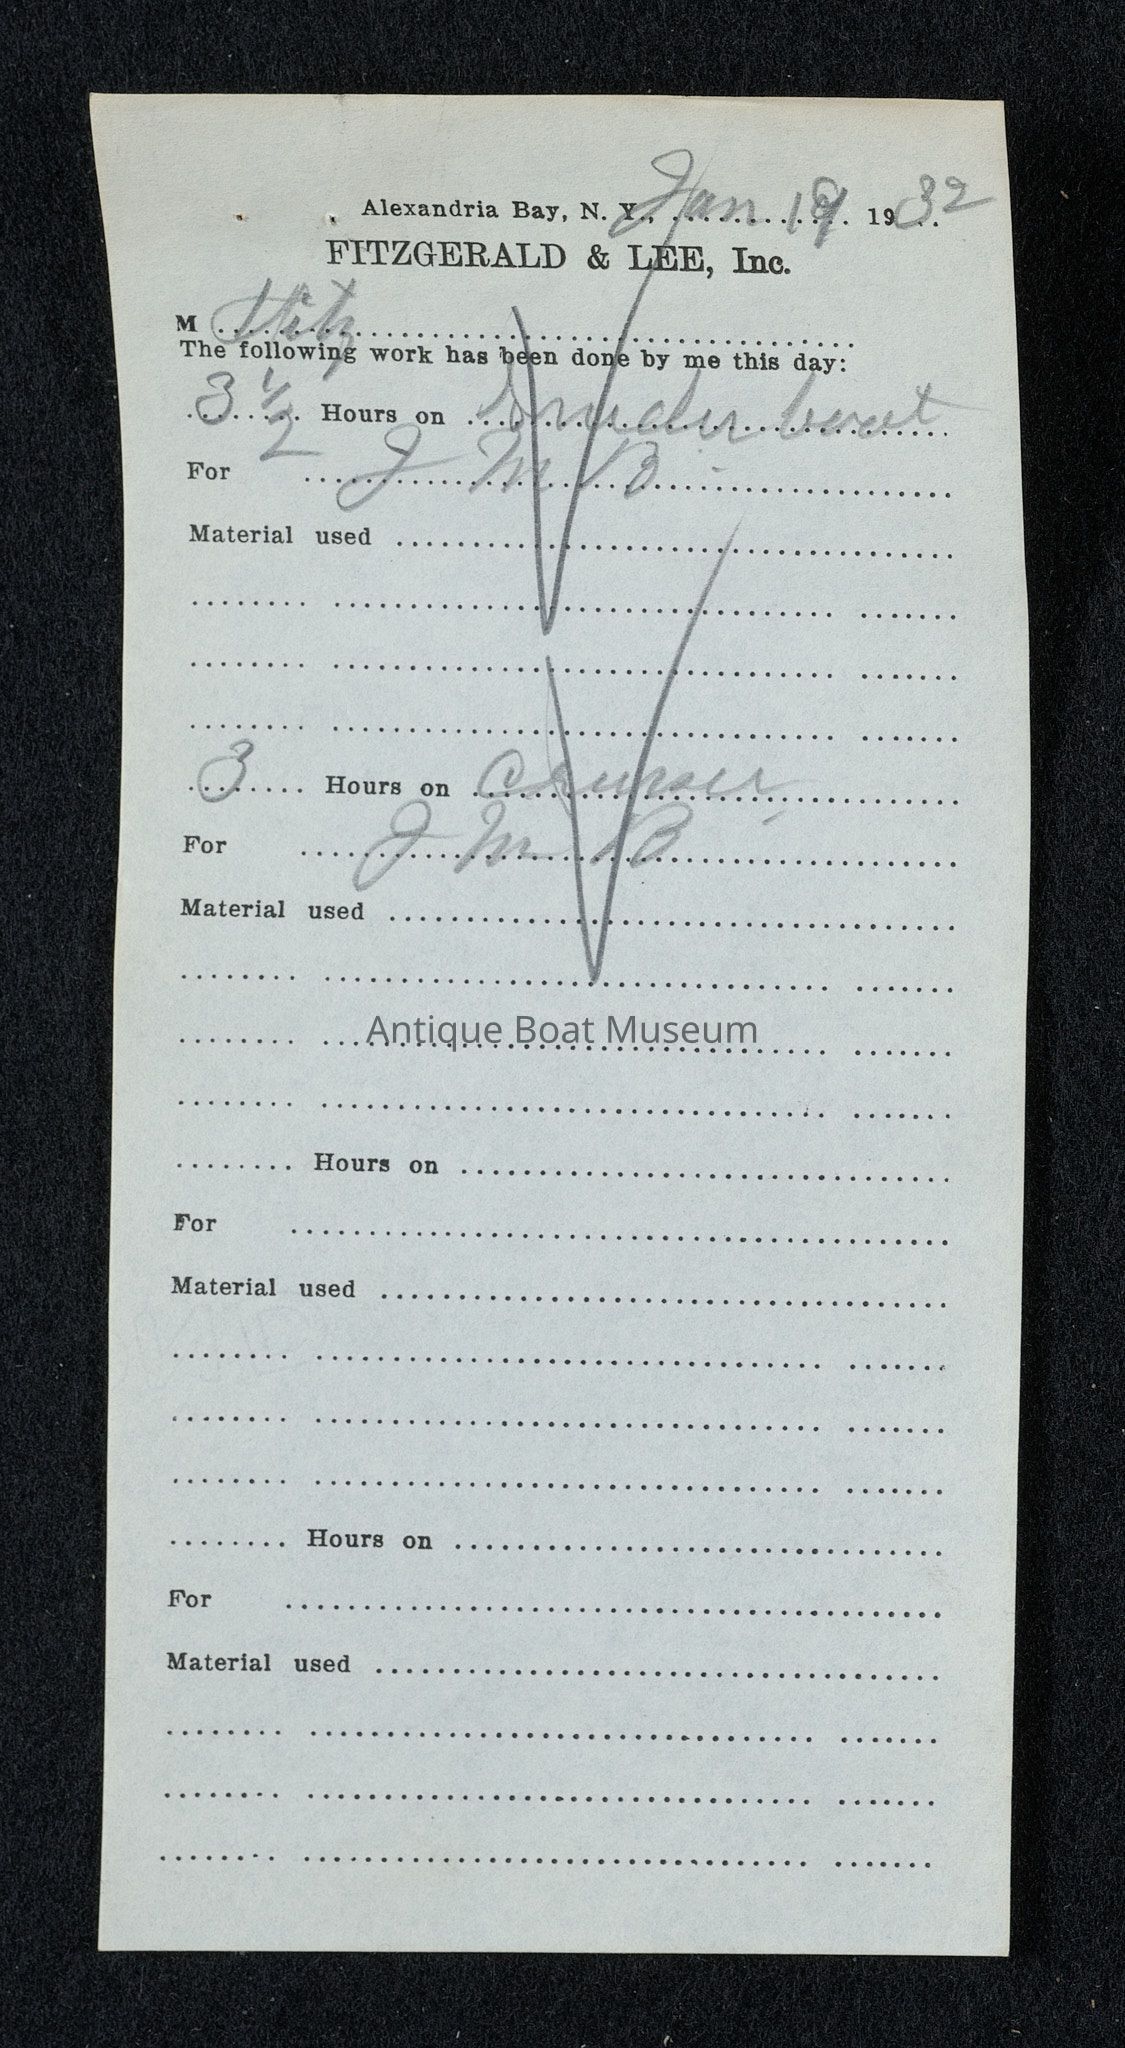 Alexandria Bay, N. Y., Jan 19 1932
FITZGERALD & LEE, Inc.
M
The following work has been done by me this day:
3 1/2 Hours on boat
For J M B
Material used
3 Hours on Cruiser
For J M B
Material used
Antique Boat Museum
Hours on
For
Material used
Hours on
For
Material used